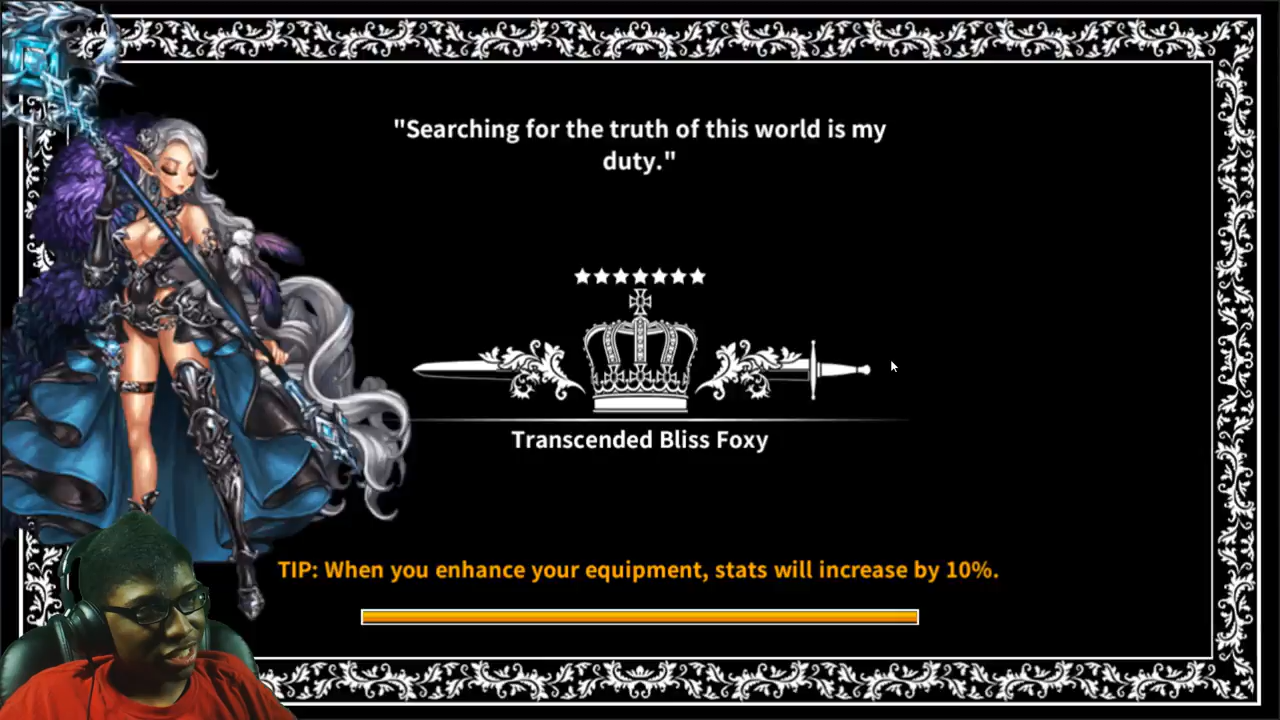 "Searching for the truth of this world is my
duty."
Transcended Bliss Foxy
TIP: When you enhance your equipment, stats will increase by 10%.